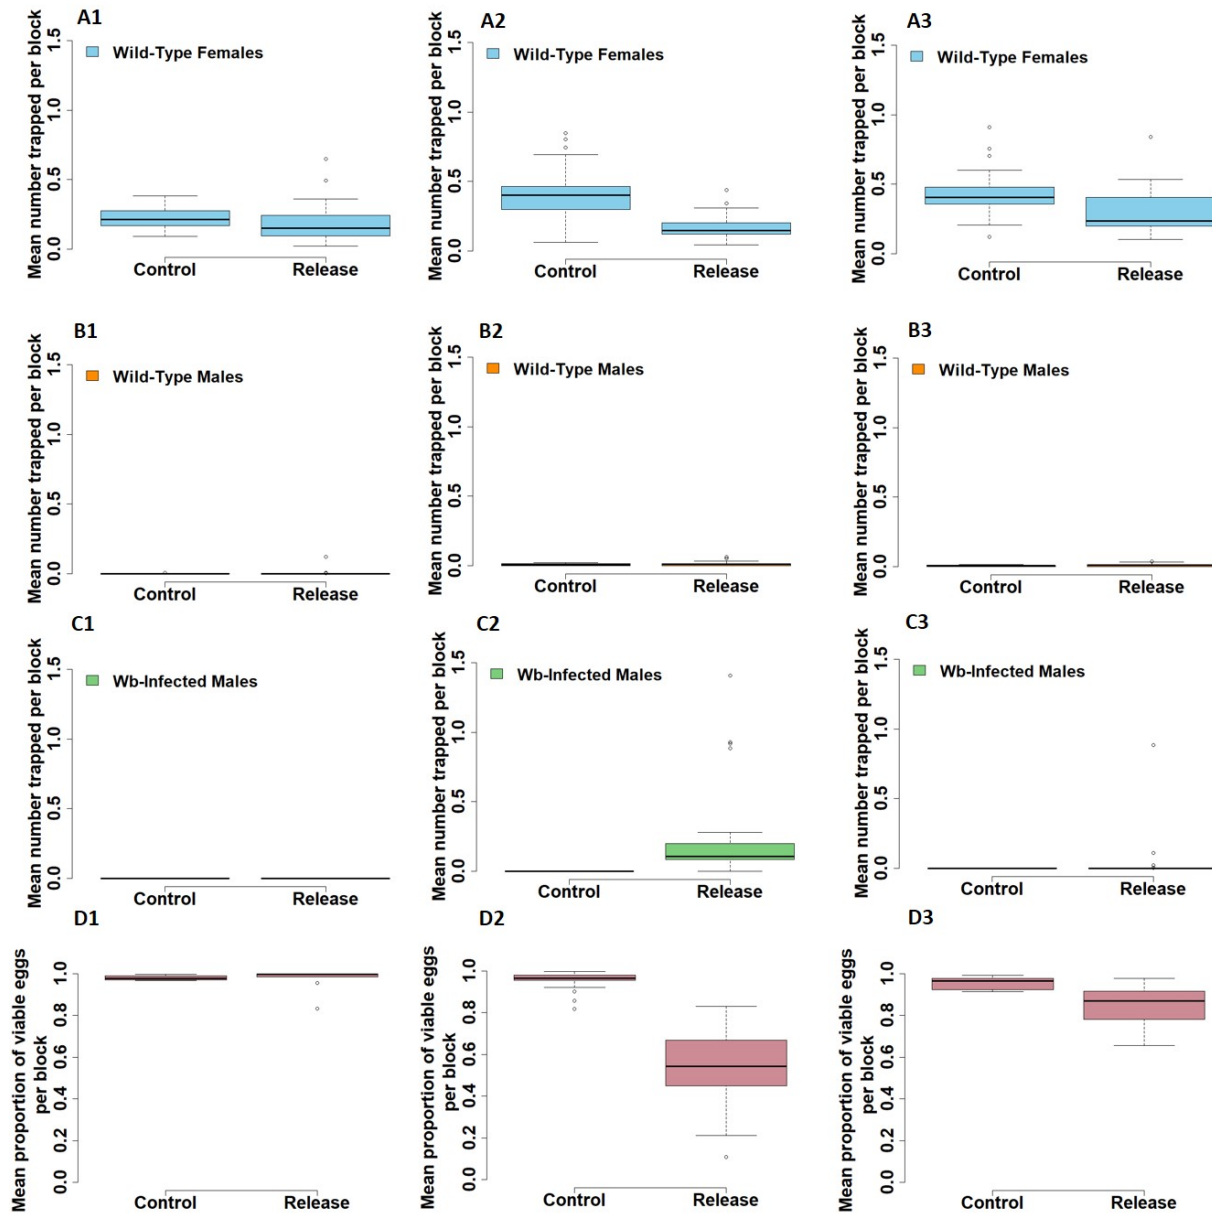 A1
Mean number trapped per block
0.0 0.5 1.0 1.5
Wild-Type Females
Control Release
A2
Mean number trapped per block
0.0 0.5 1.0 1.5
Wild-Type Females
Control Release
A3
Mean number trapped per block
0.0 0.5 1.0 1.5
Wild-Type Females
Control Release
B1
Mean number trapped per block
0.0 0.5 1.0 1.5
Wild-Type Males
Control Release
B2
Mean number trapped per block
0.0 0.5 1.0 1.5
Wild-Type Males
Control Release
B3
Mean number trapped per block
0.0 0.5 1.0 1.5
Wild-Type Males
Control Release
C1
Mean number trapped per block
0.0 0.5 1.0 1.5
Wb-Infected Males
Control Release
C2
Mean number trapped per block
0.0 0.5 1.0 1.5
Wb-Infected Males
Control Release
C3
Mean number trapped per block
0.0 0.5 1.0 1.5
Wb-Infected Males
Control Release
D1
Mean proportion of viable eggs
per block
0.0 0.2 0.4 0.6 0.8 1.0
Control Release
D2
Mean proportion of viable eggs
per block
0.0 0.2 0.4 0.6 0.8 1.0
Control Release
D3
Mean proportion of viable eggs
per block
0.0 0.2 0.4 0.6 0.8 1.0
Control Release